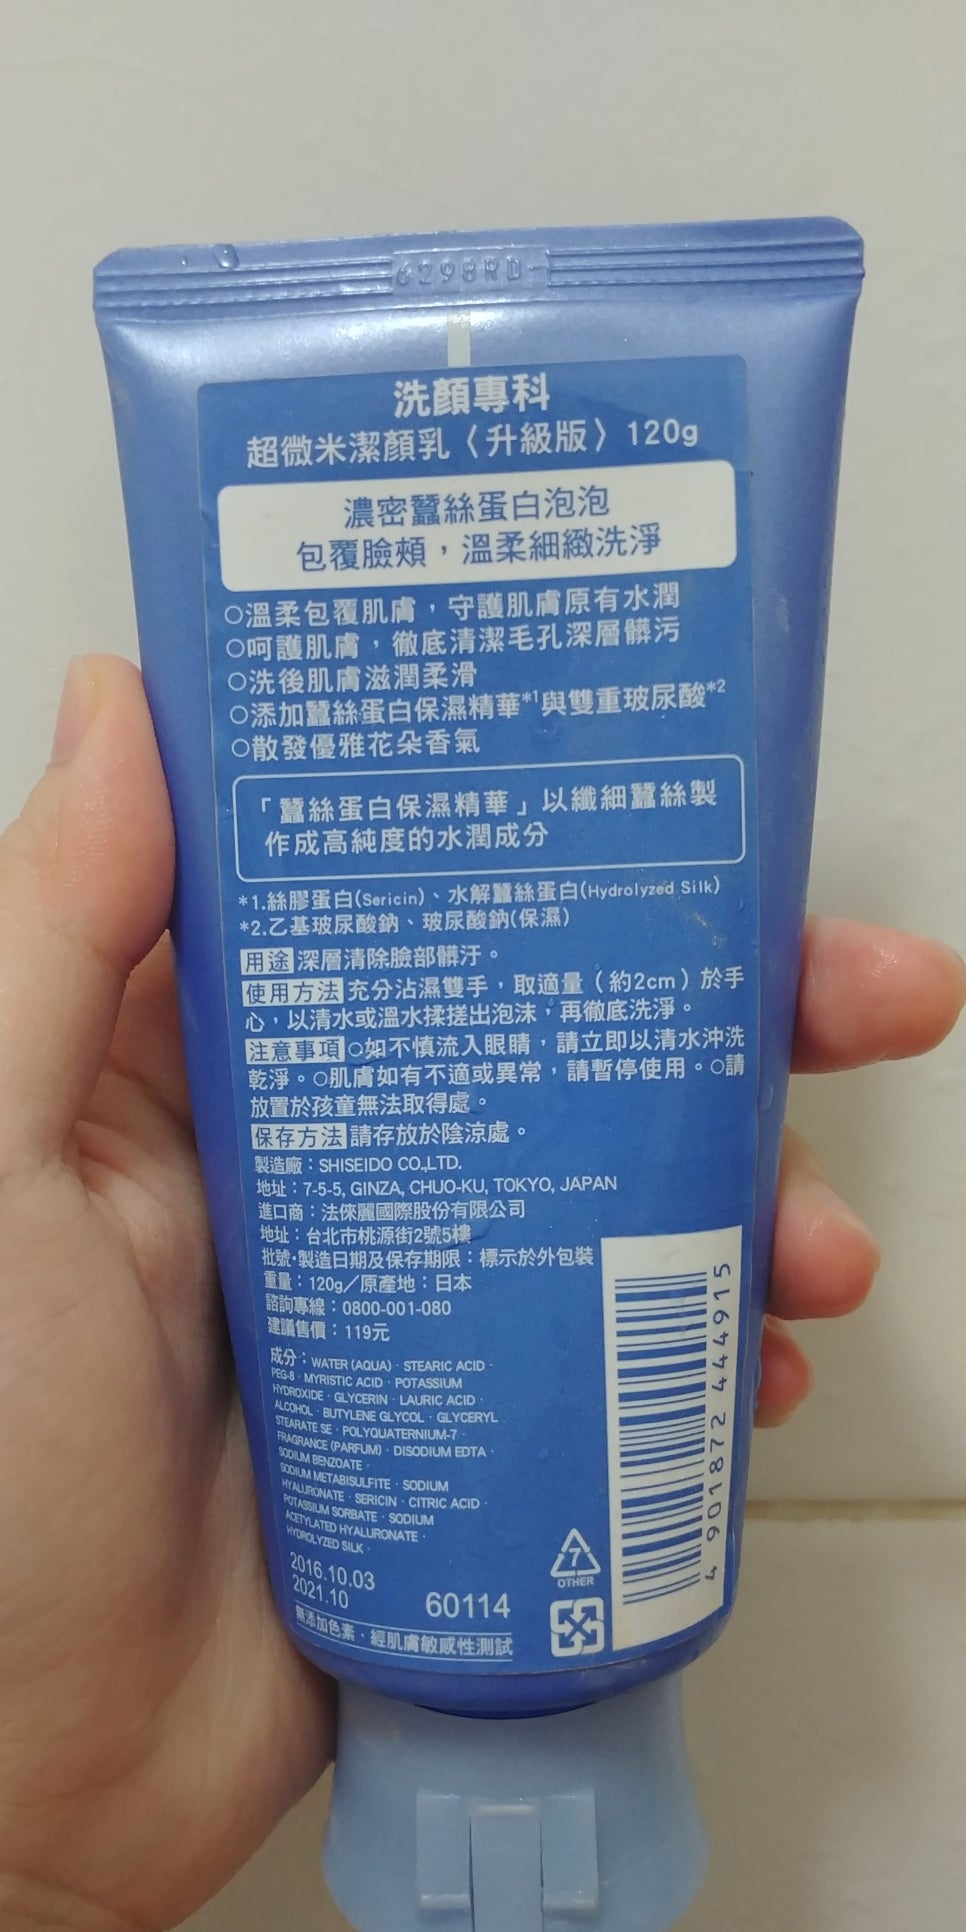 6298RD
洗顏專科
超微米潔顏乳〈升級版〉120g
濃密蠶絲蛋白泡泡
包覆臉頰，溫柔細緻洗淨
○溫柔包覆肌膚，守護肌膚原有水潤
○呵護肌膚，徹底清潔毛孔深層髒污
○洗後肌膚滋潤柔滑
○添加蠶絲蛋白保濕精華*1與雙重玻尿酸*2
○散發優雅花朵香氣
「蠶絲蛋白保濕精華」以纖細蠶絲製
作成高純度的水潤成分
*1.絲膠蛋白(Sericin)、水解蠶絲蛋白(Hydrolyzed Silk)
*2.乙基玻尿酸鈉、玻尿酸鈉(保濕)
用途 深層清除臉部髒汙。
使用方法 充分沾濕雙手，取適量（約2cm）於手
心，以清水或溫水揉搓出泡沫，再徹底洗淨。
注意事項 ○如不慎流入眼睛，請立即以清水沖洗
乾淨。○肌膚如有不適或異常，請暫停使用。○請
放置於孩童無法取得處。
保存方法 請存放於陰涼處。
製造廠：SHISEIDO CO.,LTD.
地址：7-5-5, GINZA, CHUO-KU, TOKYO, JAPAN
進口商：法倈麗國際股份有限公司
地址：台北市桃源街2號5樓
批號·製造日期及保存期限：標示於外包裝
重量：120g／原產地：日本
諮詢專線：0800-001-080
建議售價：119元
成分：WATER (AQUA)·STEARIC ACID·
PEG-8·MYRISTIC ACID·POTASSIUM
HYDROXIDE·GLYCERIN·LAURIC ACID·
ALCOHOL·BUTYLENE GLYCOL·GLYCERYL
STEARATE SE·POLYQUATERNIUM-7·
FRAGRANCE (PARFUM)·DISODIUM EDTA·
SODIUM BENZOATE·
SODIUM METABISULFITE·SODIUM
HYALURONATE·SERICIN·CITRIC ACID·
POTASSIUM SORBATE·SODIUM
ACETYLATED HYALURONATE·
HYDROLYZED SILK·
2016.10.03
2021.10
60114
無添加色素·經肌膚敏感性測試
7
OTHER
4 901872 444915